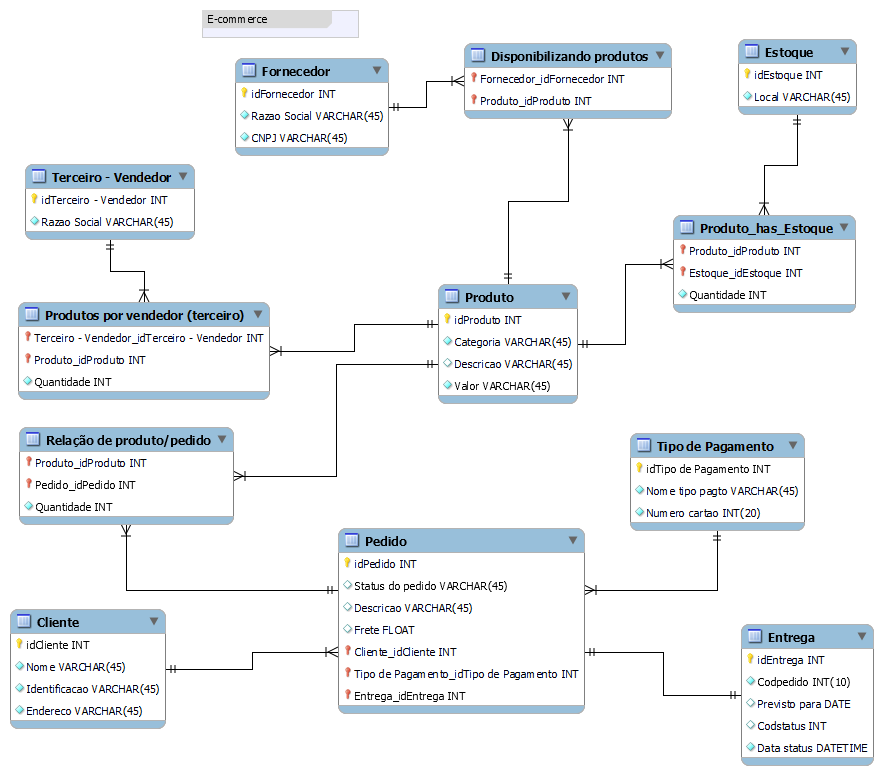 E-commerce
Fornecedor
idFornecedor INT
Razao Social VARCHAR(45)
CNPJ VARCHAR(45)
Disponibilizando produtos
Fornecedor_idFornecedor INT
Produto_idProduto INT
Estoque
idEstoque INT
Local VARCHAR(45)
Terceiro - Vendedor
idTerceiro - Vendedor INT
Razao Social VARCHAR(45)
Produto_has_Estoque
Produto_idProduto INT
Estoque_idEstoque INT
Quantidade INT
Produtos por vendedor (terceiro)
Terceiro - Vendedor_idTerceiro - Vendedor INT
Produto_idProduto INT
Quantidade INT
Produto
idProduto INT
Categoria VARCHAR(45)
Descricao VARCHAR(45)
Valor VARCHAR(45)
Relação de produto/pedido
Produto_idProduto INT
Pedido_idPedido INT
Quantidade INT
Tipo de Pagamento
idTipo de Pagamento INT
Nome tipo pagto VARCHAR(45)
Numero cartao INT(20)
Pedido
idPedido INT
Status do pedido VARCHAR(45)
Descricao VARCHAR(45)
Frete FLOAT
Cliente_idCliente INT
Tipo de Pagamento_idTipo de Pagamento INT
Entrega_idEntrega INT
Cliente
idCliente INT
Nome VARCHAR(45)
Identificacao VARCHAR(45)
Endereco VARCHAR(45)
Entrega
idEntrega INT
Codpedido INT(10)
Previsto para DATE
Codstatus INT
Data status DATETIME